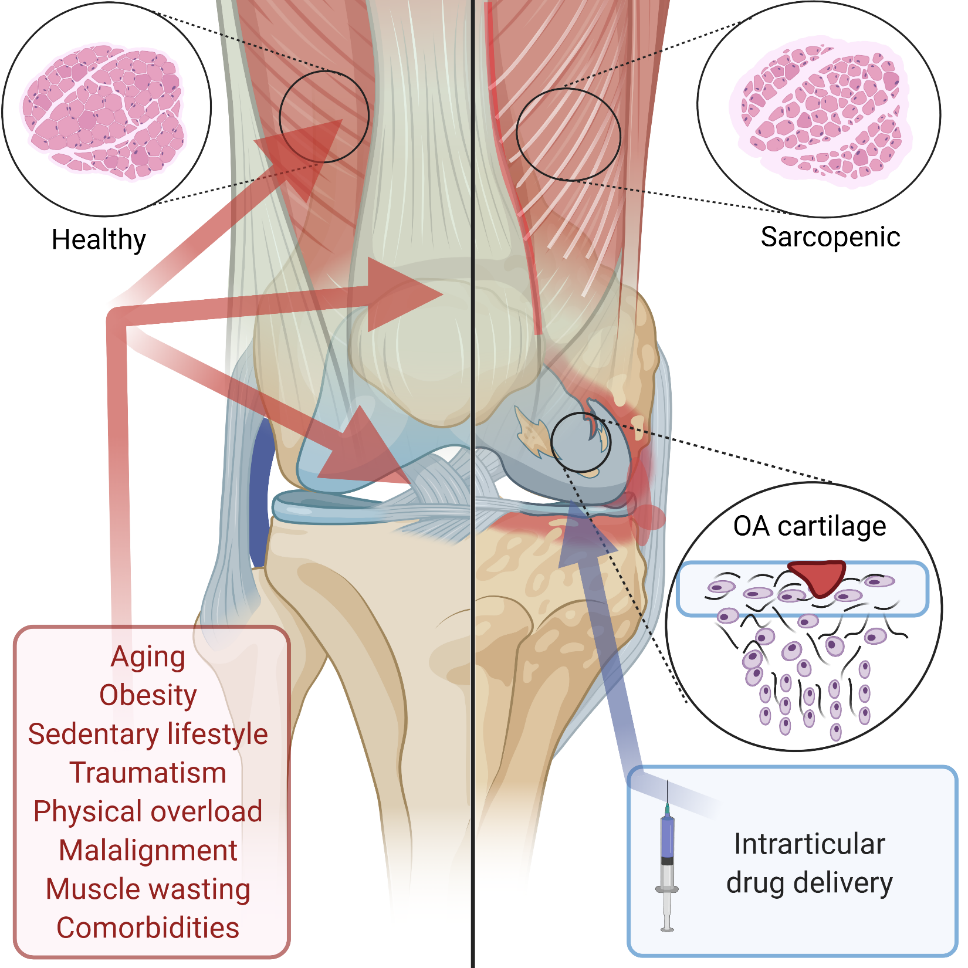 Healthy
Sarcopenic
OA cartilage
Aging
Obesity
Sedentary lifestyle
Traumatism
Physical overload
Malalignment
Muscle wasting
Comorbidities
Intrarticular
drug delivery